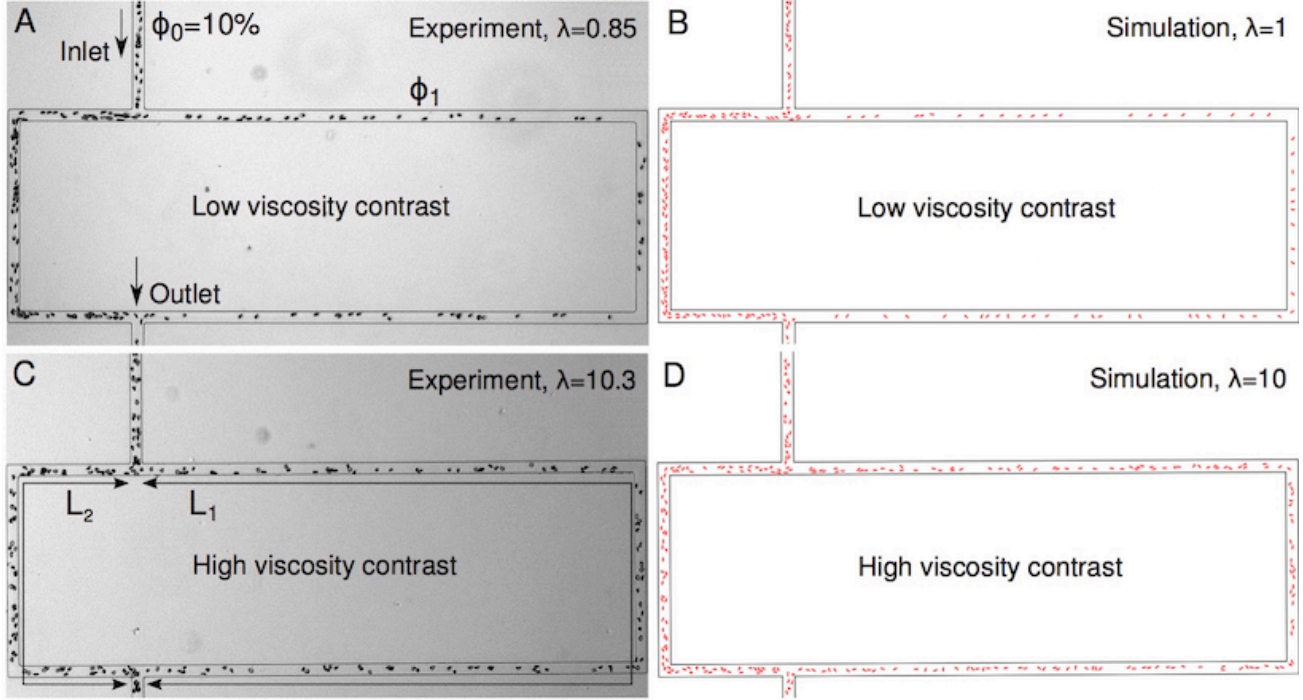 A
Inlet
ϕ₀=10%
Experiment, λ=0.85
ϕ₁
Low viscosity contrast
Outlet
B
Simulation, λ=1
Low viscosity contrast
C
Experiment, λ=10.3
L₂
L₁
High viscosity contrast
D
Simulation, λ=10
High viscosity contrast